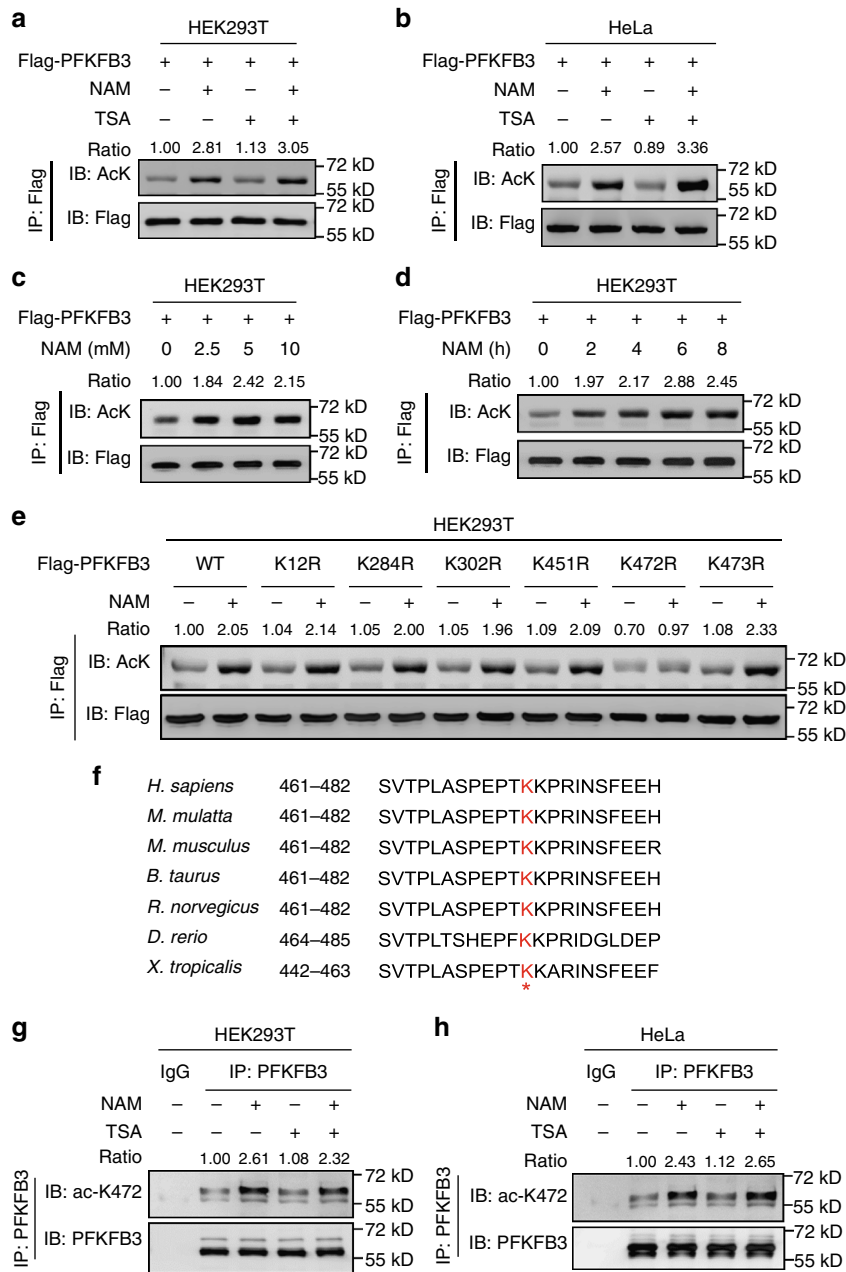 a
HEK293T
Flag-PFKFB3 + + + +
NAM – + – +
TSA – – + +
Ratio 1.00 2.81 1.13 3.05
IP: Flag
IB: AcK
72 kD
55 kD
IB: Flag
72 kD
55 kD
b
HeLa
Flag-PFKFB3 + + + +
NAM – + – +
TSA – – + +
Ratio 1.00 2.57 0.89 3.36
IP: Flag
IB: AcK
72 kD
55 kD
IB: Flag
72 kD
55 kD
c
HEK293T
Flag-PFKFB3 + + + +
NAM (mM) 0 2.5 5 10
Ratio 1.00 1.84 2.42 2.15
IP: Flag
IB: AcK
72 kD
55 kD
IB: Flag
72 kD
55 kD
d
HEK293T
Flag-PFKFB3 + + + + +
NAM (h) 0 2 4 6 8
Ratio 1.00 1.97 2.17 2.88 2.45
IP: Flag
IB: AcK
72 kD
55 kD
IB: Flag
72 kD
55 kD
e
HEK293T
Flag-PFKFB3 WT K12R K284R K302R K451R K472R K473R
NAM – + – + – + – + – + – + – +
Ratio 1.00 2.05 1.04 2.14 1.05 2.00 1.05 1.96 1.09 2.09 0.70 0.97 1.08 2.33
IP: Flag
IB: AcK
72 kD
55 kD
IB: Flag
72 kD
55 kD
f
H. sapiens 461–482 SVTPLASPEPTKKPRINSFEEH
M. mulatta 461–482 SVTPLASPEPTKKPRINSFEEH
M. musculus 461–482 SVTPLASPEPTKKPRINSFEER
B. taurus 461–482 SVTPLASPEPTKKPRINSFEEH
R. norvegicus 461–482 SVTPLASPEPTKKPRINSFEEH
D. rerio 464–485 SVTPLTSHEPFKKPRIDGLDEP
X. tropicalis 442–463 SVTPLASPEPTKKARINSFEEF
*
g
HEK293T
IgG IP: PFKFB3
NAM – – + – +
TSA – – – + +
Ratio 1.00 2.61 1.08 2.32
IP: PFKFB3
IB: ac-K472
72 kD
55 kD
IB: PFKFB3
72 kD
55 kD
h
HeLa
IgG IP: PFKFB3
NAM – – + – +
TSA – – – + +
Ratio 1.00 2.43 1.12 2.65
IP: PFKFB3
IB: ac-K472
72 kD
55 kD
IB: PFKFB3
72 kD
55 kD